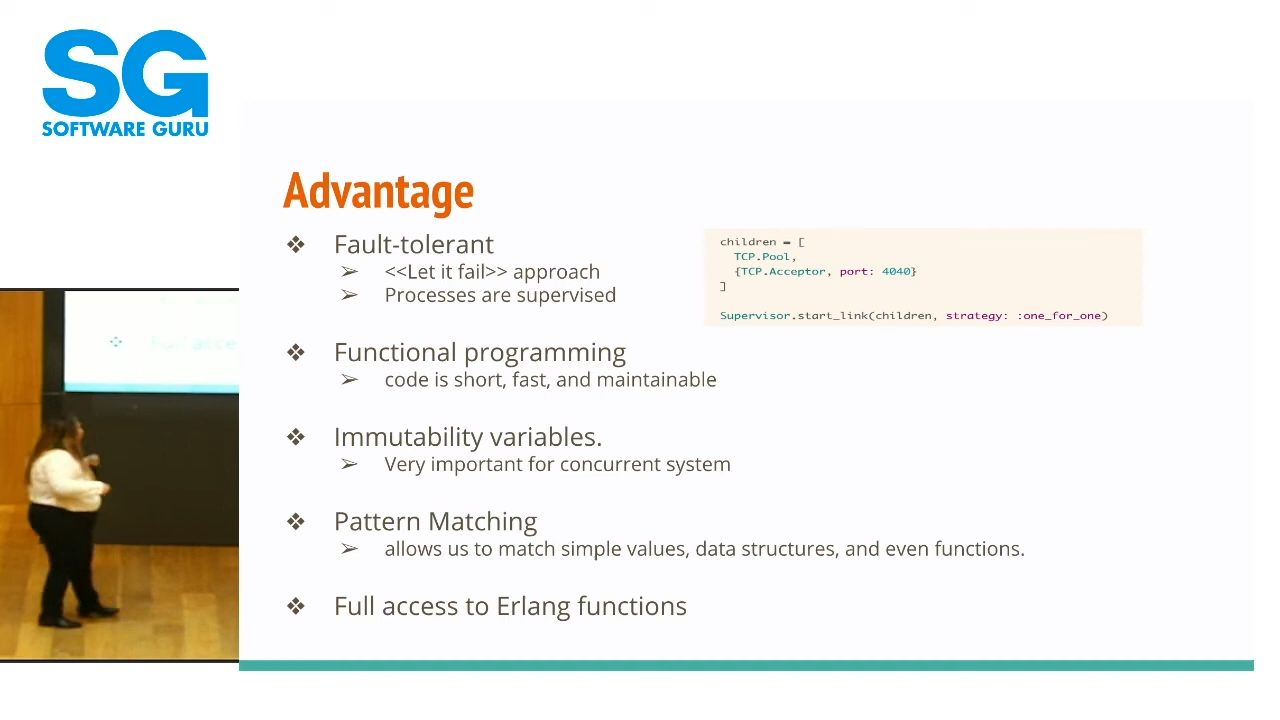 SG
SOFTWARE GURU
Advantage
❖ Fault-tolerant
➢ <<Let it fail>> approach
➢ Processes are supervised
children = [
TCP.Pool,
{TCP.Acceptor, port: 4040}
]
Supervisor.start_link(children, strategy: :one_for_one)
❖ Functional programming
➢ code is short, fast, and maintainable
❖ Immutability variables.
➢ Very important for concurrent system
❖ Pattern Matching
➢ allows us to match simple values, data structures, and even functions.
❖ Full access to Erlang functions